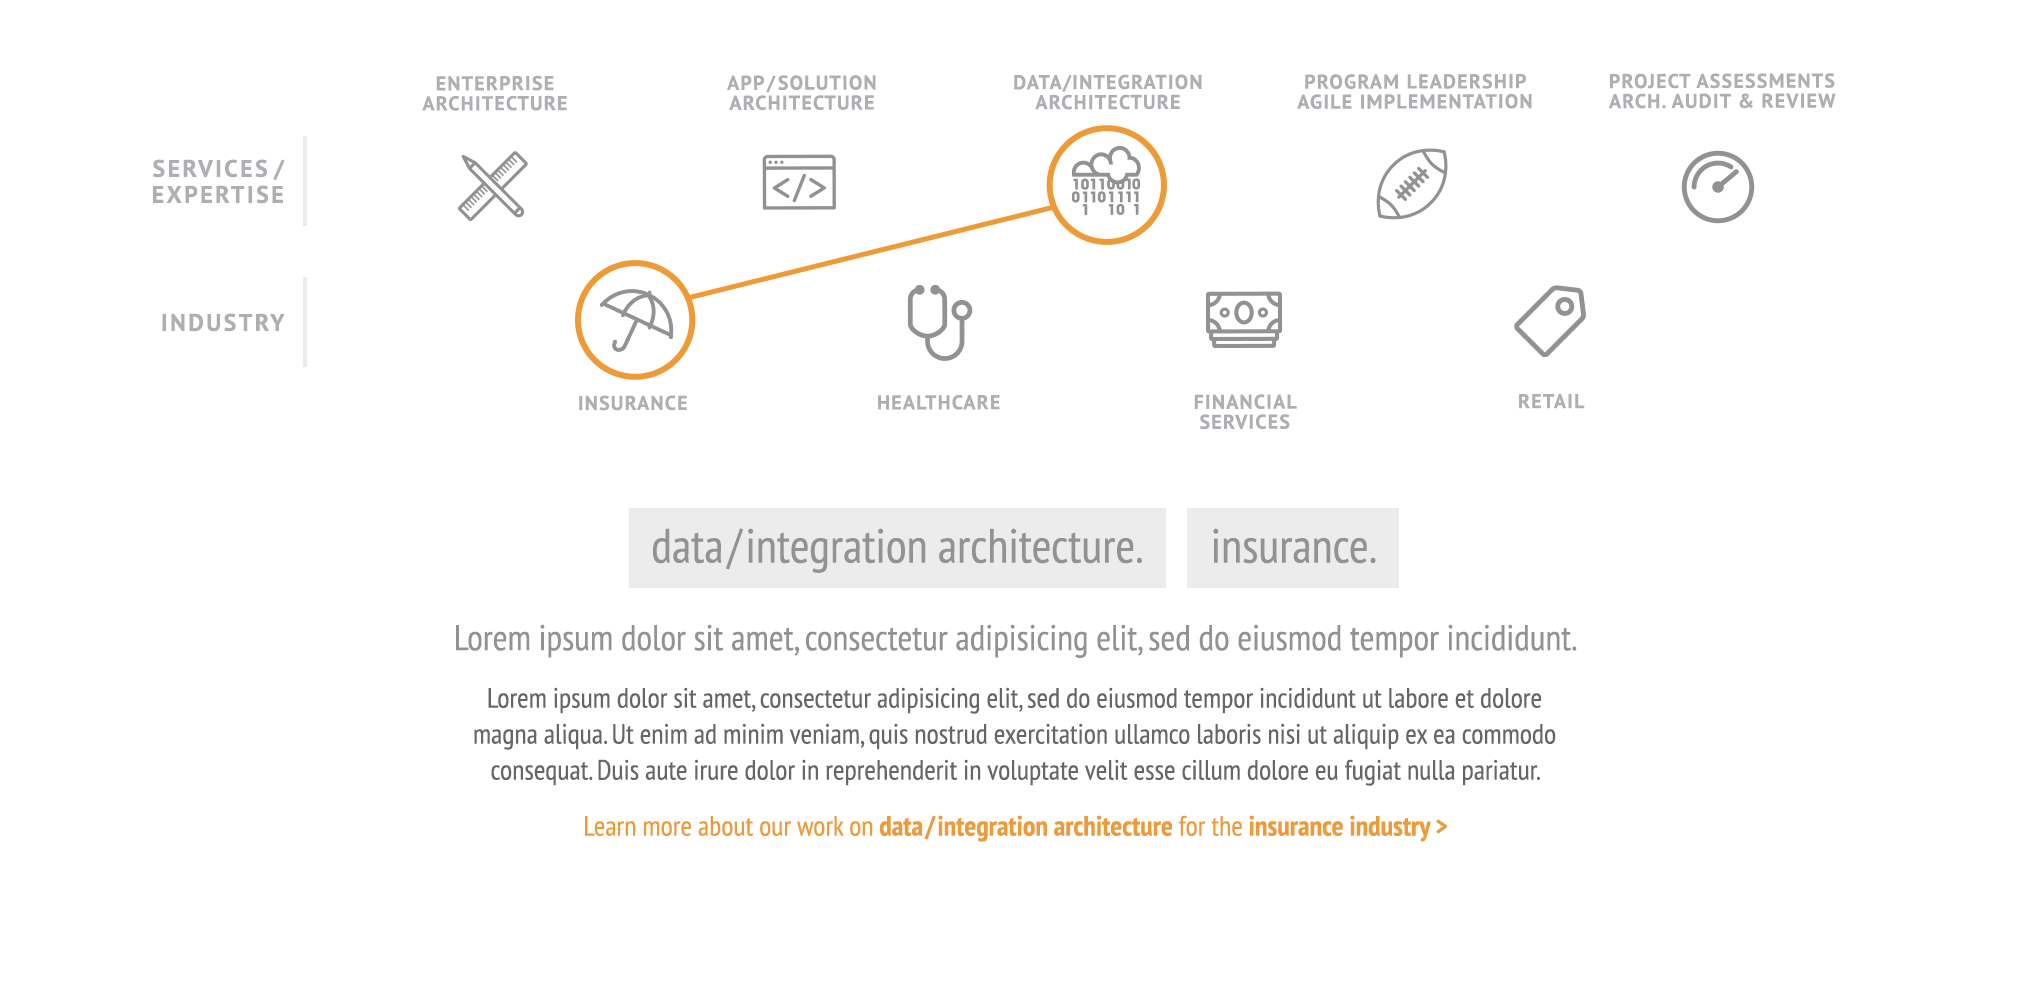 ENTERPRISE
ARCHITECTURE
APP/SOLUTION
ARCHITECTURE
DATA/INTEGRATION
ARCHITECTURE
PROGRAM LEADERSHIP
AGILE IMPLEMENTATION
PROJECT ASSESSMENTS
ARCH. AUDIT & REVIEW
SERVICES/
EXPERTISE
</>
10110010
01101111
1 10 1
INDUSTRY
INSURANCE
HEALTHCARE
FINANCIAL
SERVICES
RETAIL
data/integration architecture. insurance.
Lorem ipsum dolor sit amet, consectetur adipisicing elit, sed do eiusmod tempor incididunt.
Lorem ipsum dolor sit amet, consectetur adipisicing elit, sed do eiusmod tempor incididunt ut labore et dolore
magna aliqua. Ut enim ad minim veniam, quis nostrud exercitation ullamco laboris nisi ut aliquip ex ea commodo
consequat. Duis aute irure dolor in reprehenderit in voluptate velit esse cillum dolore eu fugiat nulla pariatur.
Learn more about our work on data/integration architecture for the insurance industry >